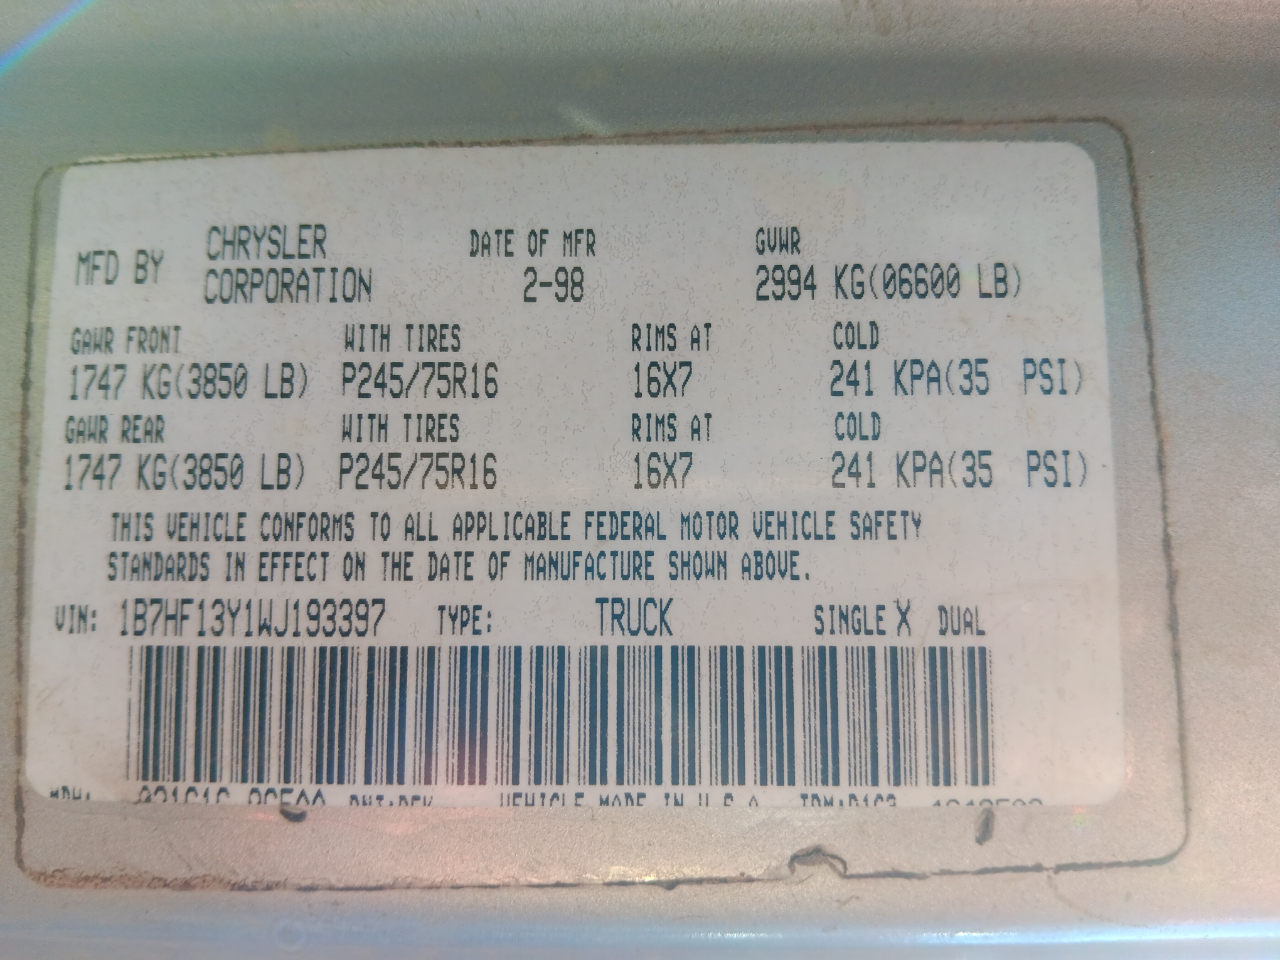 MFD BY CHRYSLER CORPORATION DATE OF MFR 2-98 GVWR 2994 KG(06600 LB)
GAWR FRONT WITH TIRES RIMS AT COLD
1747 KG(3850 LB) P245/75R16 16X7 241 KPA(35 PSI)
GAWR REAR WITH TIRES RIMS AT COLD
1747 KG(3850 LB) P245/75R16 16X7 241 KPA(35 PSI)
THIS VEHICLE CONFORMS TO ALL APPLICABLE FEDERAL MOTOR VEHICLE SAFETY
STANDARDS IN EFFECT ON THE DATE OF MANUFACTURE SHOWN ABOVE.
VIN: 1B7HF13Y1WJ193397 TYPE: TRUCK SINGLE X DUAL
VEHICLE MADE IN U.S.A.